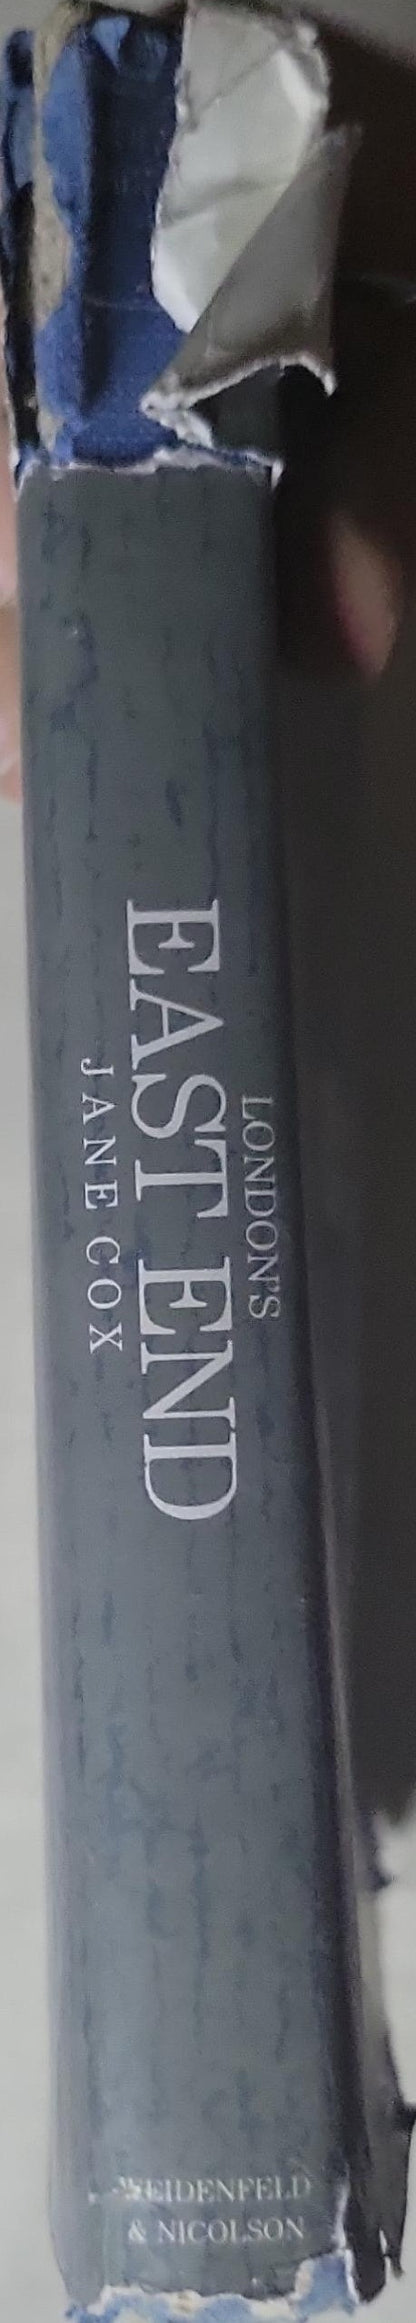 LONDON'S
EAST END
JANE COX
WEIDENFELD
& NICOLSON